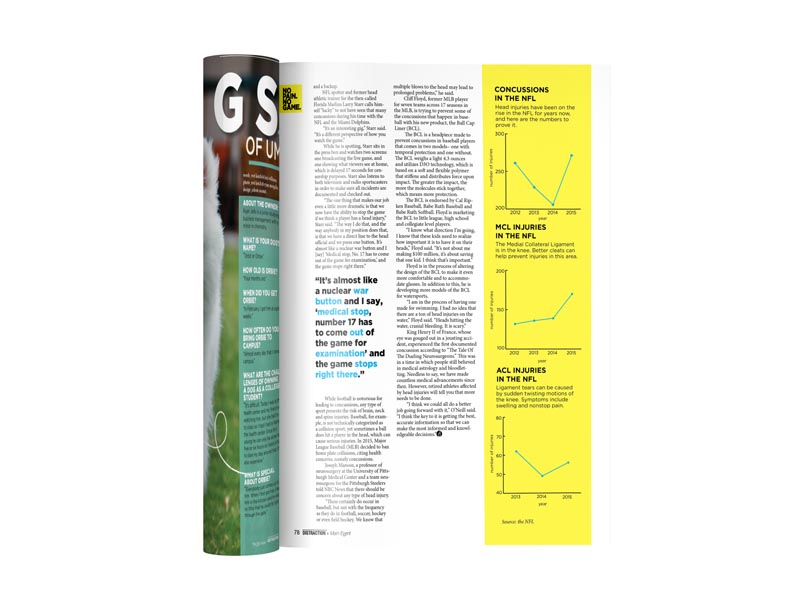 G S
OF UM
ABOUT THE OWNER
WHAT IS YOUR DOG'S
NAME?
HOW OLD IS ORBIE?
WHEN DID YOU GET
ORBIE?
HOW OFTEN DO YOU
BRING ORBIE TO
CAMPUS?
WHAT ARE THE CHAL-
LENGES OF OWNING
A DOG AS A COLLEGE
STUDENT?
WHAT IS SPECIAL
ABOUT ORBIE?
NO
PAIN.
NO
GAME.
and a backup.
NFL spotter and former head
athletic trainer for the then-called
Florida Marlins Larry Starr calls him-
self "lucky" to not have seen that many
concussions during his time with the
NFL and the Miami Dolphins.
"It's an interesting gig," Starr said.
"It's a different perspective of how you
watch the game."
While he is spotting, Starr sits in
the press box and watches two screens:
one broadcasting the live game, and
one showing what viewers see at home,
which is delayed 17 seconds for cen-
sorship purposes. Starr also listens to
both television and radio sportscasters
in order to make sure all incidents are
documented and checked out.
"The one thing that makes our job
even a little more dramatic is that we
now have the ability to stop the game
if we think a player has a head injury,"
Starr said. "The way I do that, and the
way anybody in my position does that,
is that we have a direct line to the head
official and we press one button. It's
almost like a nuclear war button and I
[say] 'Medical stop, No. 17 has to come
out of the game for examination,' and
the game stops right there."
"It's almost like
a nuclear war
button and I say,
'medical stop,
number 17 has
to come out of
the game for
examination' and
the game stops
right there."
While football is notorious for
leading to concussions, any type of
sport presents the risk of brain, neck
and spine injuries. Baseball, for exam-
ple, is not technically categorized as
a collision sport, yet sometimes a ball
does hit a player in the head, which can
cause serious injuries. In 2013, Major
League Baseball (MLB) decided to ban
home plate collisions, citing health
concerns, namely concussions.
Joseph Maroon, a professor of
neurosurgery at the University of Pitts-
burgh Medical Center and a team neu-
rosurgeon for the Pittsburgh Steelers
told NBC News that there should be
concern about any type of head injury.
"These certainly do occur in
Baseball, but not with the frequency
as they do in football, soccer, hockey
or even field hockey. We know that
78 DISTRACTION
multiple blows to the head may lead to
prolonged problems," he said.
Cliff Floyd, former MLB player
for seven teams across 17 seasons in
the MLB, is trying to prevent some of
the concussions that happen in base-
ball with his new product, the Ball Cap
Liner (BCL).
The BCL is a headpiece made to
prevent concussions in baseball players
that comes in two models– one with
temporal protection and one without.
The BCL weighs a light 4.3 ounces
and utilizes D3O technology, which is
based on a soft and flexible polymer
that stiffens and distributes force upon
impact. The greater the impact, the
more the molecules stick together,
which means more protection.
The BCL is endorsed by Cal Rip-
ken Baseball, Babe Ruth Baseball and
Babe Ruth Softball. Floyd is marketing
the BCL to little league, high school
and collegiate level players.
"I know what direction I'm going,
I know that these kids need to realize
how important it is to have it on their
heads," Floyd said. "It's not about me
making $100 million, it's about saving
that one kid. I think that's important."
Floyd is in the process of altering
the design of the BCL to make it even
more comfortable and to accommo-
date glasses. In addition to this, he is
developing more models of the BCL
for watersports.
"I am in the process of having one
made for swimming. I had no idea that
there are a ton of head injuries on the
water," Floyd said. "Heads hitting the
water, cranial bleeding. It is scary."
King Henry II of France, whose
eye was gouged out in a jousting acci-
dent, experienced the first documented
concussion according to "The Tale Of
The Dueling Neurosurgeons." This was
in a time in which people still believed
in medical astrology and bloodlet-
ting. Needless to say, we have made
countless medical advancements since
then. However, retired athletes affected
by head injuries will tell you that more
needs to be done.
"I think we could all do a better
job going forward with it," O'Neill said.
"I think the key to it is getting the best,
accurate information so that we can
make the most informed and knowl-
edgeable decisions."
CONCUSSIONS
IN THE NFL
Head injuries have been on the
rise in the NFL for years now,
and here are the numbers to
prove it.
300
250
200
number of injuries
2012 2013 2014 2015
year
MCL INJURIES
IN THE NFL
The Medial Collateral Ligament
is in the knee. Better cleats can
help prevent injuries in this area.
200
150
100
number of injuries
2012 2013 2014 2015
year
ACL INJURIES
IN THE NFL
Ligament tears can be caused
by sudden twisting motions of
the knee. Symptoms include
swelling and nonstop pain.
80
70
60
50
40
number of injuries
2013 2014 2015
year
Source: the NFL